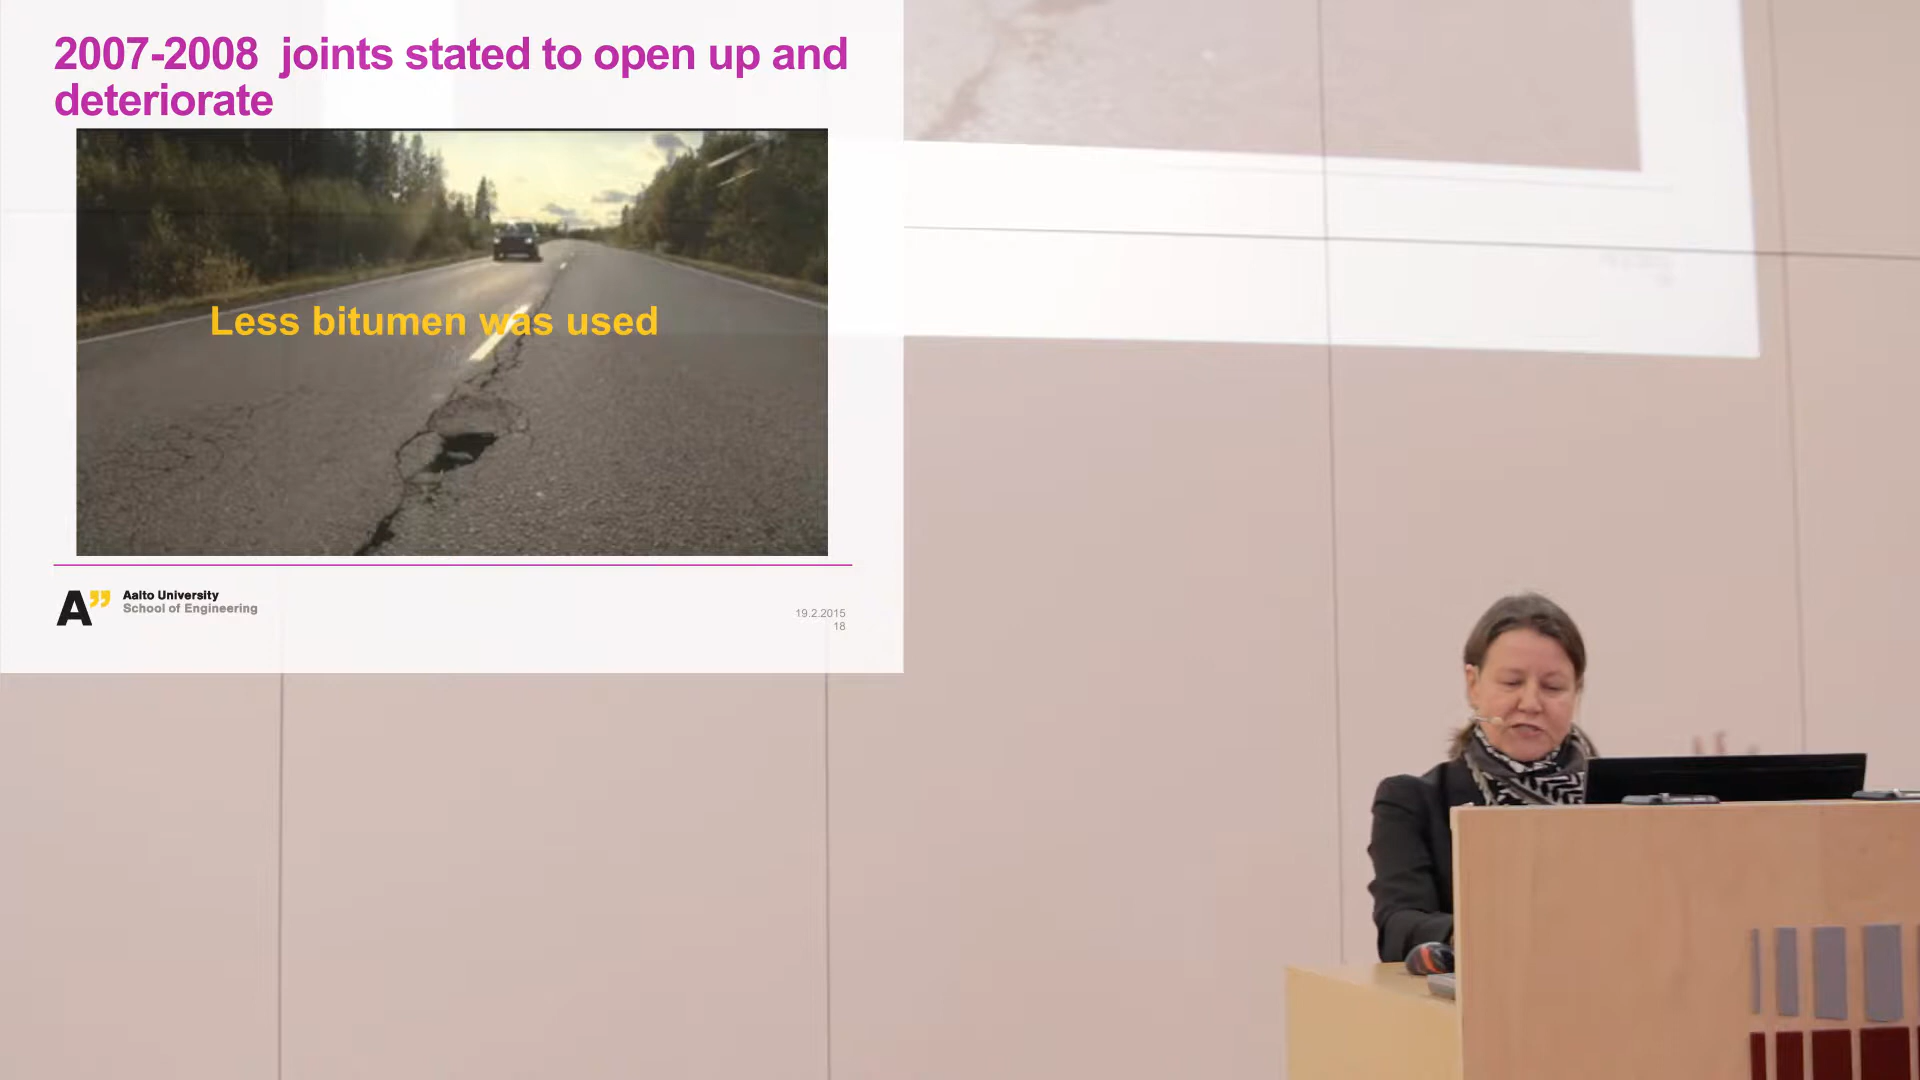 2007-2008 joints stated to open up and
deteriorate
Less bitumen was used
Aalto University
School of Engineering
19.2.2015
18